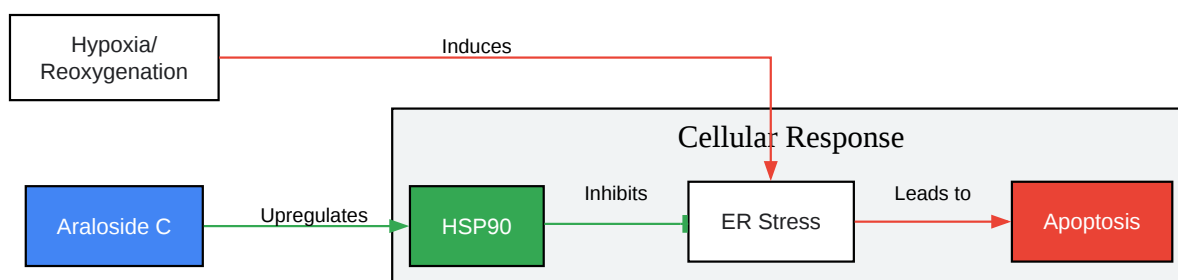 Hypoxia/
Reoxygenation
Induces
Cellular Response
Araloside C
Upregulates
HSP90
Inhibits
ER Stress
Leads to
Apoptosis